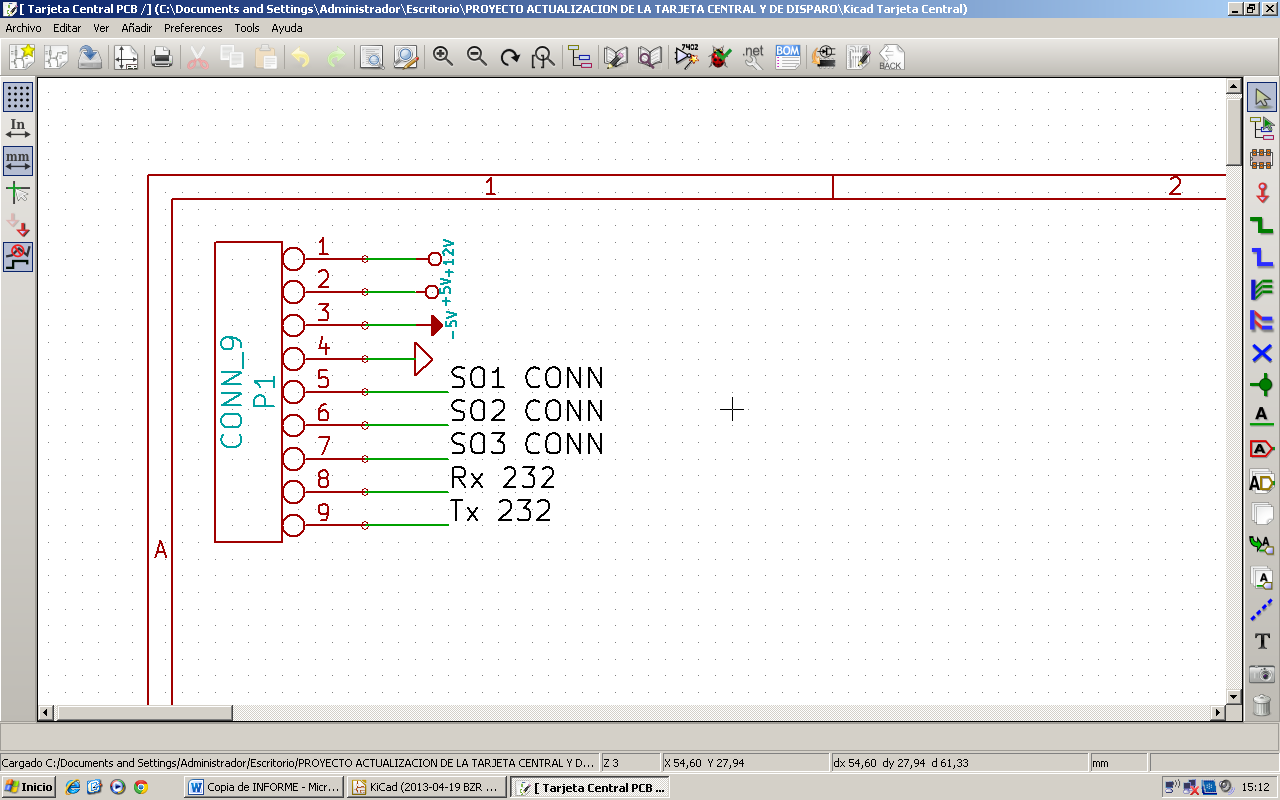 [ Tarjeta Central PCB /] (C:\Documents and Settings\Administrador\Escritorio\PROYECTO ACTUALIZACION DE LA TARJETA CENTRAL Y DE DISPARO\Kicad Tarjeta Central)
Archivo Editar Ver Añadir Preferences Tools Ayuda
7402 .net BOM BACK
In
mm
1 2
1 +12V
2 +5V
3 -5V
4
5 S01 CONN
6 S02 CONN
7 S03 CONN
8 Rx 232
9 Tx 232
CONN_9
P1
A
A
A
A
A
A
T
Cargado C:/Documents and Settings/Administrador/Escritorio/PROYECTO ACTUALIZACION DE LA TARJETA CENTRAL Y D... Z 3 X 54,60 Y 27,94 dx 54,60 dy 27,94 d 61,33 mm
Inicio Copia de INFORME - Micr... KiCad (2013-04-19 BZR ... [ Tarjeta Central PCB ... 15:12